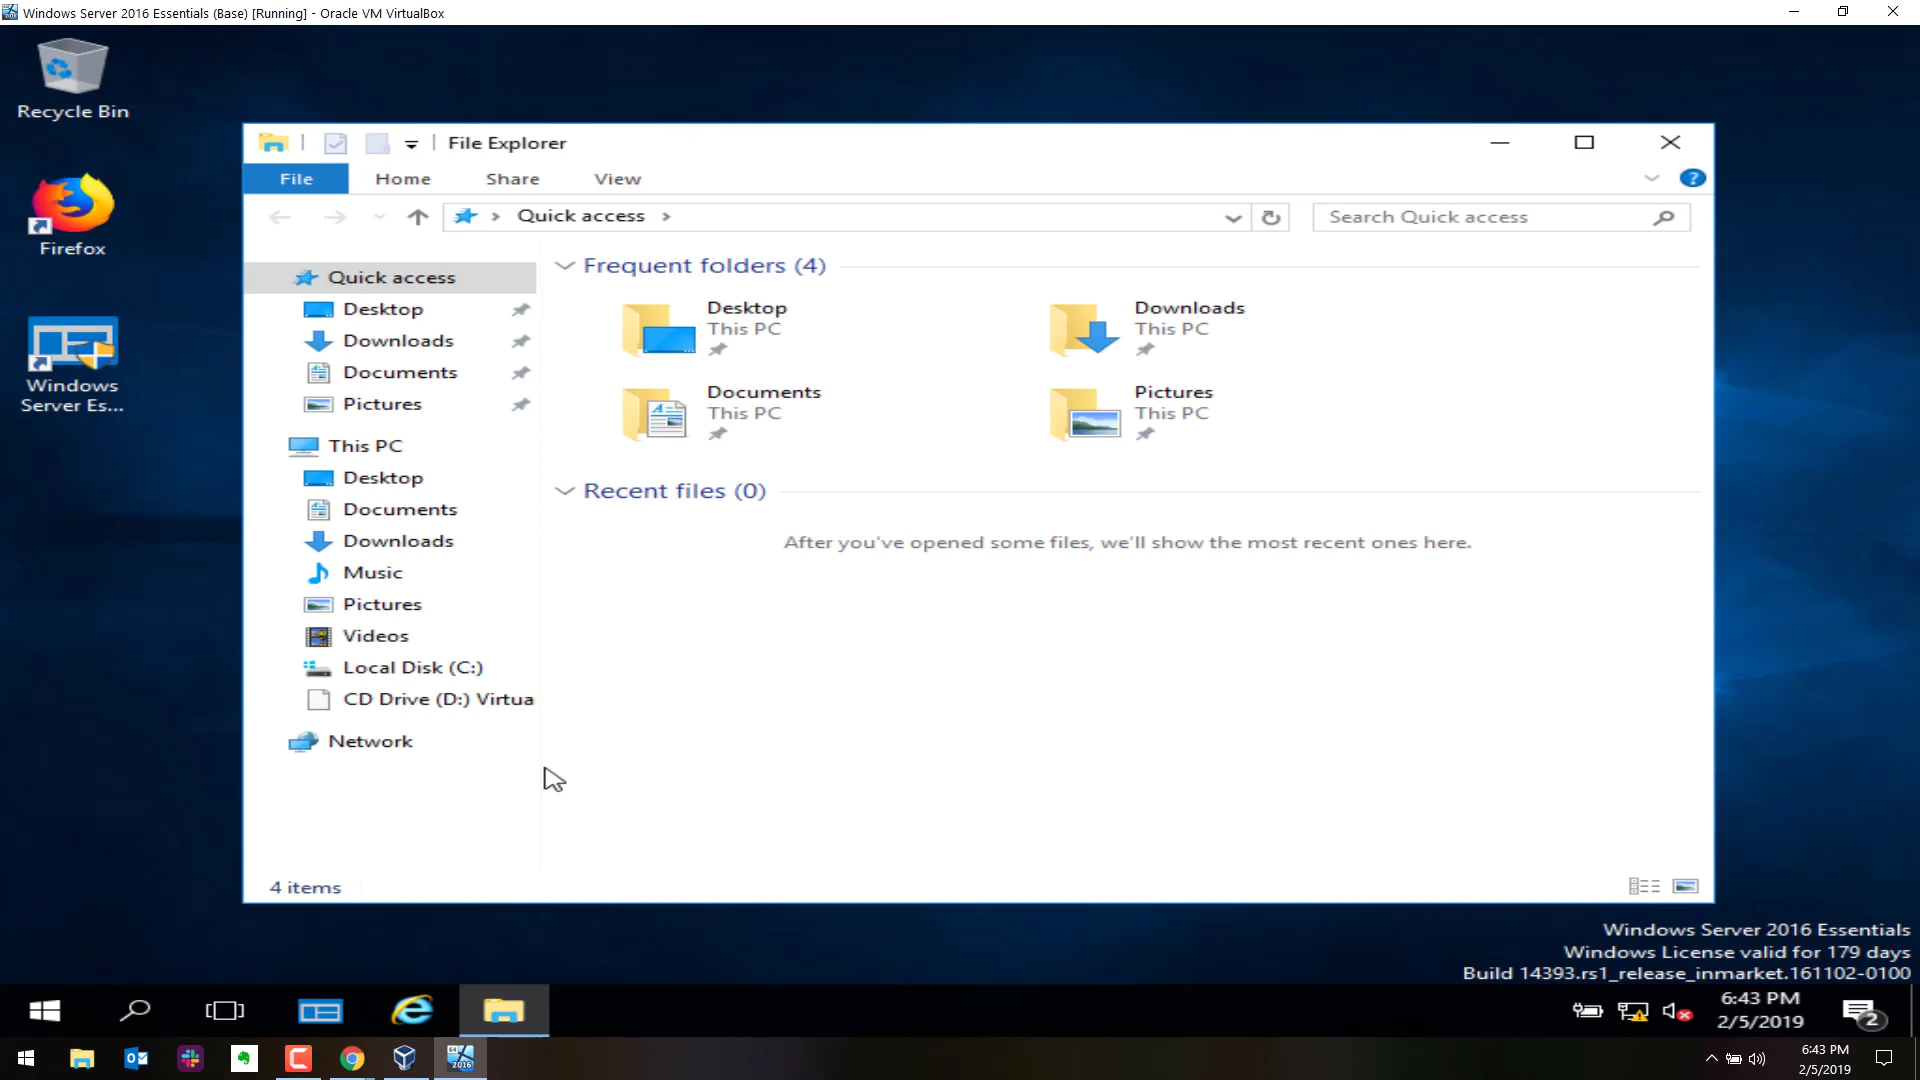 Windows Server 2016 Essentials (Base) [Running] - Oracle VM VirtualBox
Recycle Bin
Firefox
Windows
Server Es...
File Explorer
File Home Share View
?
Quick access
Search Quick access
Quick access
Desktop
Downloads
Documents
Pictures
This PC
Desktop
Documents
Downloads
Music
Pictures
Videos
Local Disk (C:)
CD Drive (D:) Virtua
Network
Frequent folders (4)
Desktop
This PC
Downloads
This PC
Documents
This PC
Pictures
This PC
Recent files (0)
After you've opened some files, we'll show the most recent ones here.
4 items
Windows Server 2016 Essentials
Windows License valid for 179 days
Build 14393.rs1_release_inmarket.161102-0100
6:43 PM
2/5/2019
2
6:43 PM
2/5/2019
64
2016